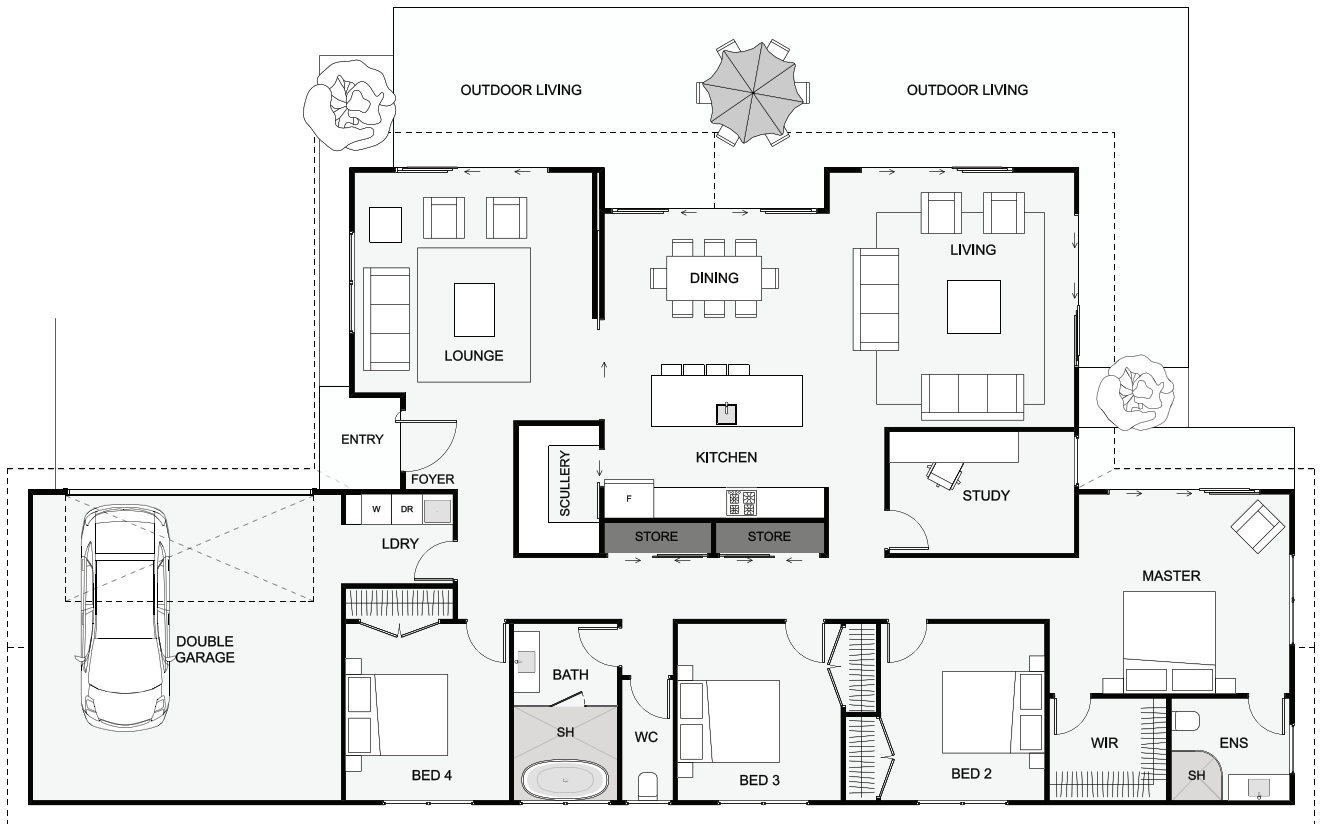 OUTDOOR LIVING
OUTDOOR LIVING
LIVING
DINING
LOUNGE
ENTRY
KITCHEN
FOYER
SCULLERY
STUDY
F
W
DR
LDRY
STORE
STORE
MASTER
DOUBLE
GARAGE
BATH
SH
WC
WIR
ENS
BED 4
BED 3
BED 2
SH